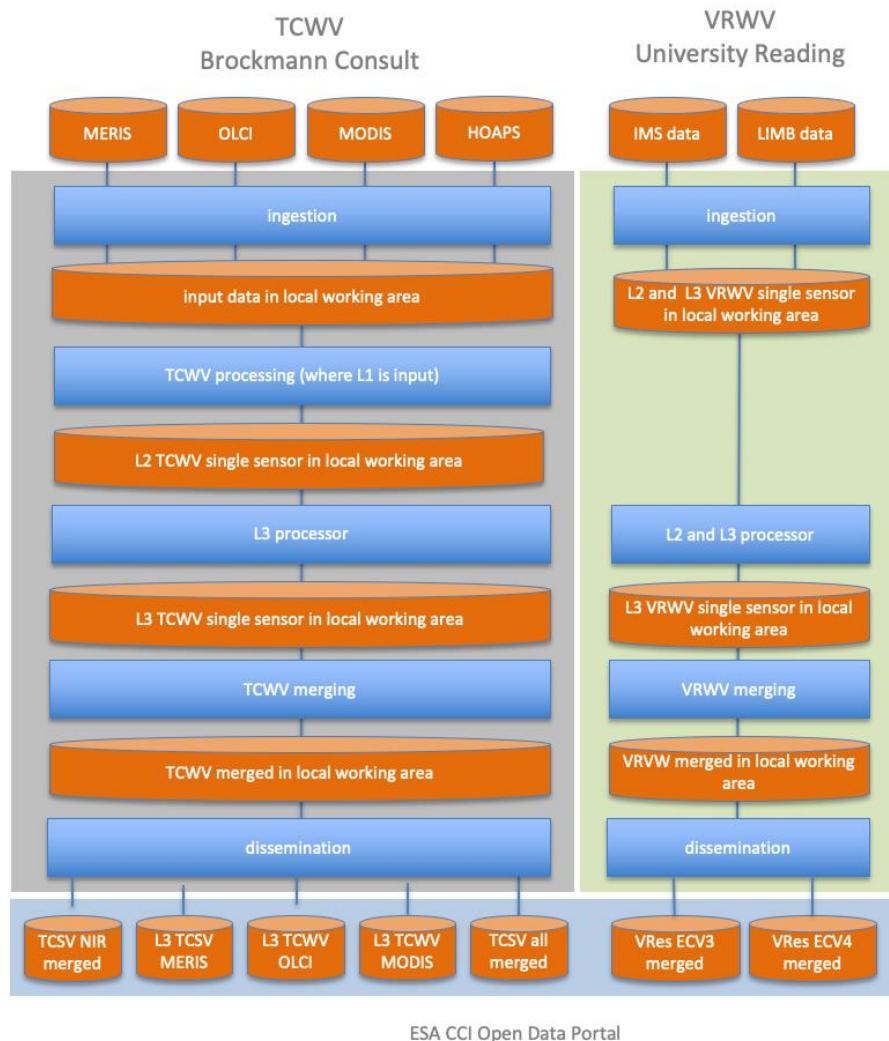 TCWV
Brockmann Consult
VRWV
University Reading
MERIS
OLCI
MODIS
HOAPS
IMS data
LIMB data
ingestion
ingestion
input data in local working area
L2 and L3 VRWV single sensor
in local working area
TCWV processing (where L1 is input)
L2 TCWV single sensor in local working area
L3 processor
L2 and L3 processor
L3 TCWV single sensor in local working area
L3 VRWV single sensor in local
working area
TCWV merging
VRWV merging
TCWV merged in local working area
VRVW merged in local working
area
dissemination
dissemination
TCSV NIR
merged
L3 TCSV
MERIS
L3 TCWV
OLCI
L3 TCWV
MODIS
TCSV all
merged
VRes ECV3
merged
VRes ECV4
merged
ESA CCI Open Data Portal